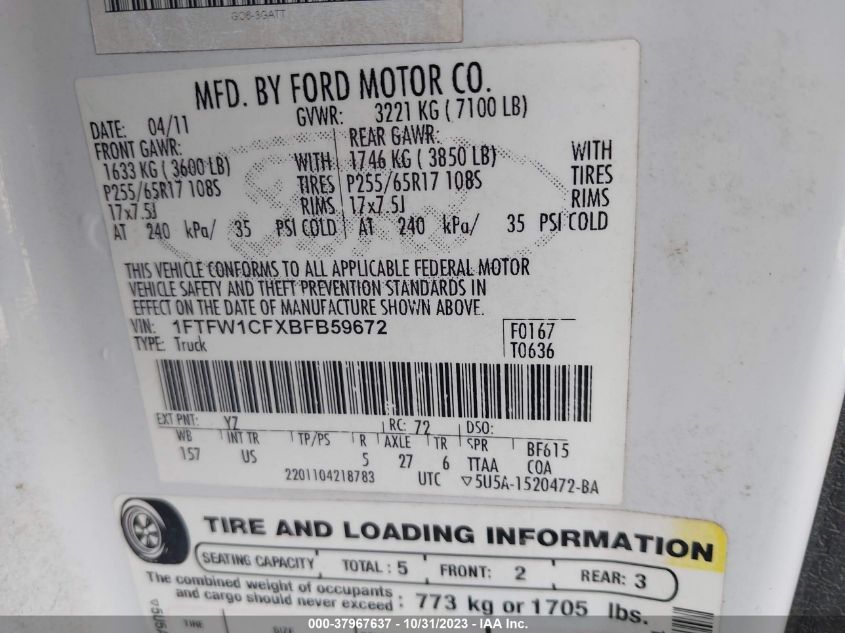 GO6-SGATT
MFD. BY FORD MOTOR CO.
DATE: 04/11 GVWR: 3221 KG ( 7100 LB)
FRONT GAWR: REAR GAWR:
1633 KG ( 3600 LB) WITH 1746 KG ( 3850 LB) WITH
P255/65R17 108S TIRES P255/65R17 108S TIRES
17x7.5J RIMS 17x7.5J RIMS
AT 240 kPa/ 35 PSI COLD AT 240 kPa/ 35 PSI COLD
THIS VEHICLE CONFORMS TO ALL APPLICABLE FEDERAL MOTOR
VEHICLE SAFETY AND THEFT PREVENTION STANDARDS IN
EFFECT ON THE DATE OF MANUFACTURE SHOWN ABOVE.
VIN: 1FTFW1CFXBFB59672 F0167
TYPE: Truck T0636
EXT PNT: YZ RC: 72 DSO:
WB INT TR TP/PS R AXLE TR SPR BF615
157 US 5 27 6 TTAA COA
2201104218783 UTC ▽5U5A-1520472-BA
TIRE AND LOADING INFORMATION
SEATING CAPACITY TOTAL : 5 FRONT: 2 REAR: 3
The combined weight of occupants
and cargo should never exceed : 773 kg or 1705 lbs.
TIRE SIZE
000-37967637 - 10/31/2023 - IAA Inc.